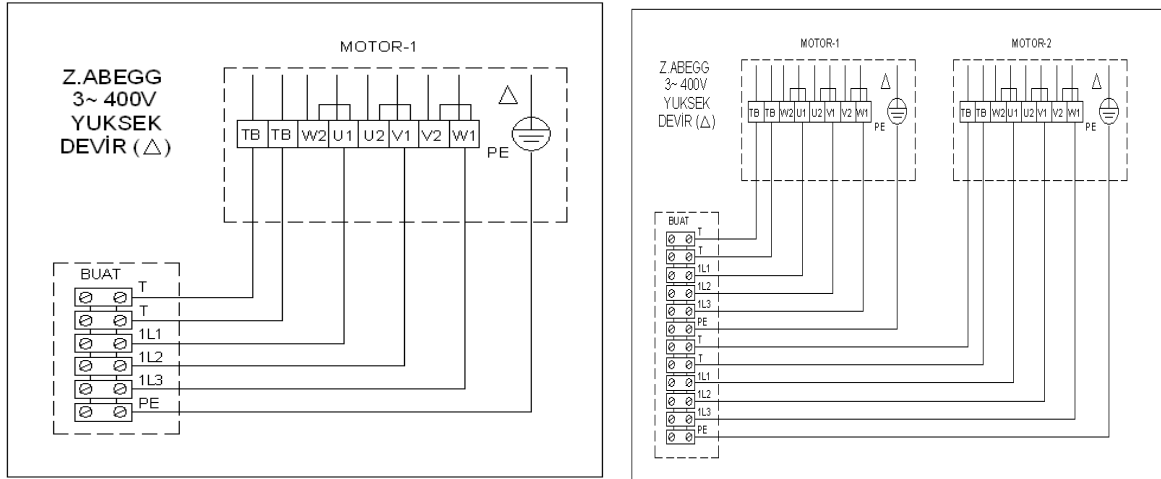 MOTOR-1
Z.ABEGG
3~ 400V
YUKSEK
DEVİR (△)
△
TB TB W2 U1 U2 V1 V2 W1
PE
BUAT
T
T
1L1
1L2
1L3
PE
MOTOR-1
MOTOR-2
Z.ABEGG
3~ 400V
YUKSEK
DEVİR (△)
△
△
TB TB W2 U1 U2 V1 V2 W1
PE
TB TB W2 U1 U2 V1 V2 W1
PE
BUAT
T
T
1L1
1L2
1L3
PE
T
T
1L1
1L2
1L3
PE